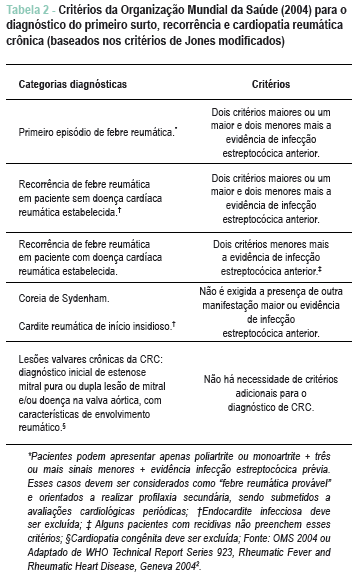 Tabela 2 - Critérios da Organização Mundial da Saúde (2004) para o
diagnóstico do primeiro surto, recorrência e cardiopatia reumática
crônica (baseados nos critérios de Jones modificados)
Categorias diagnósticas
Critérios
Primeiro episódio de febre reumática.*
Dois critérios maiores ou um
maior e dois menores mais a
evidência de infecção
estreptocócica anterior.
Recorrência de febre reumática
em paciente sem doença cardíaca
reumática estabelecida.†
Dois critérios maiores ou um
maior e dois menores mais a
evidência de infecção
estreptocócica anterior.
Recorrência de febre reumática
em paciente com doença cardíaca
reumática estabelecida.
Dois critérios menores mais
a evidência de infecção
estreptocócica anterior.‡
Coreia de Sydenham.
Cardite reumática de início insidioso.†
Não é exigida a presença de outra
manifestação maior ou evidência
de infecção
estreptocócica anterior.
Lesões valvares crônicas da CRC:
diagnóstico inicial de estenose
mitral pura ou dupla lesão de mitral
e/ou doença na valva aórtica, com
características de envolvimento
reumático.§
Não há necessidade de critérios
adicionais para o
diagnóstico de CRC.
*Pacientes podem apresentar apenas poliartrite ou monoartrite + três
ou mais sinais menores + evidência infecção estreptocócica prévia.
Esses casos devem ser considerados como “febre reumática provável”
e orientados a realizar profilaxia secundária, sendo submetidos a
avaliações cardiológicas periódicas; †Endocardite infecciosa deve
ser excluída; ‡ Alguns pacientes com recidivas não preenchem esses
critérios; §Cardiopatia congênita deve ser excluída; Fonte: OMS 2004 ou
Adaptado de WHO Technical Report Series 923, Rheumatic Fever and
Rheumatic Heart Disease, Geneva 2004².